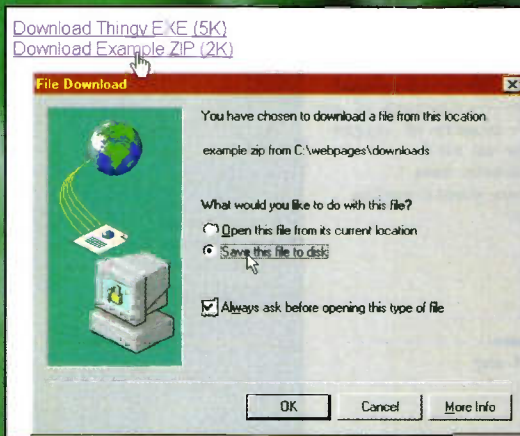 Download Thingy EXE (5K)
Download Example ZIP (2K)
File Download
You have chosen to download a file from this location
example zip from C:\webpages\downloads
What would you like to do with this file?
Open this file from its current location
Save this file to disk
Always ask before opening this type of file
OK
Cancel
More Info